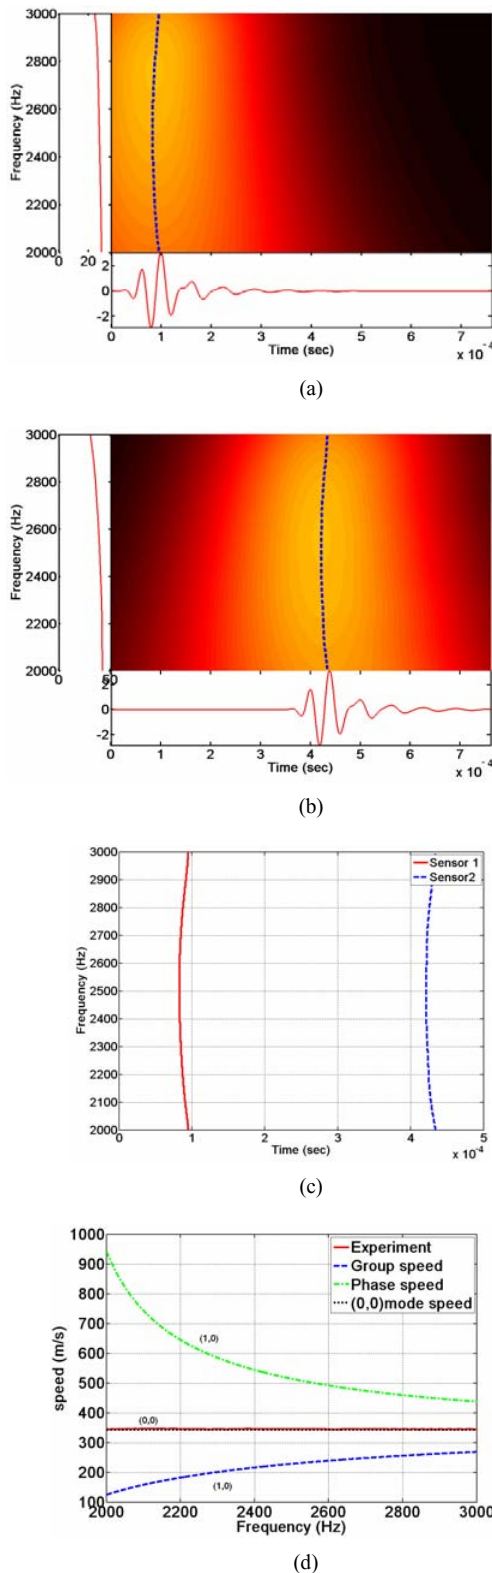 3000
2800
2600
2400
2200
2000
Frequency (Hz)
0 20
2
0
-2
0 1 2 3 4 5 6 7
Time (sec)
x 10⁻⁴
(a)
3000
2800
2600
2400
2200
2000
Frequency (Hz)
0 50
2
0
-2
0 1 2 3 4 5 6 7
Time (sec)
x 10⁻⁴
(b)
3000
2900
2800
2700
2600
2500
2400
2300
2200
2100
2000
Frequency (Hz)
Sensor 1
Sensor2
0 1 2 3 4 5
Time (sec)
x 10⁻⁴
(c)
1000
900
800
700
600
500
400
300
200
100
speed (m/s)
Experiment
Group speed
Phase speed
(0,0)mode speed
(1,0)
(0,0)
(1,0)
2000 2200 2400 2600 2800 3000
Frequency (Hz)
(d)